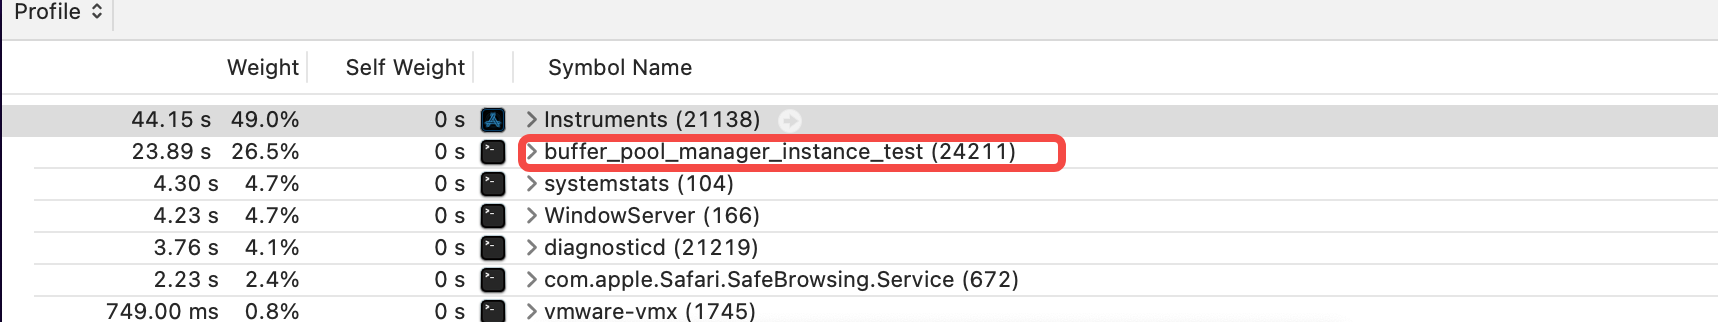 Profile
Weight Self Weight Symbol Name
44.15 s 49.0% 0 s Instruments (21138)
23.89 s 26.5% 0 s buffer_pool_manager_instance_test (24211)
4.30 s 4.7% 0 s systemstats (104)
4.23 s 4.7% 0 s WindowServer (166)
3.76 s 4.1% 0 s diagnosticd (21219)
2.23 s 2.4% 0 s com.apple.Safari.SafeBrowsing.Service (672)
749.00 ms 0.8% 0 s vmware-vmx (1745)